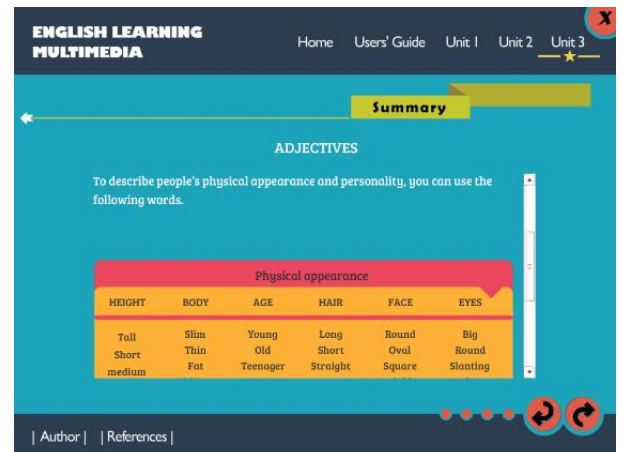 ENGLISH LEARNING
MULTIMEDIA
Home Users' Guide Unit 1 Unit 2 Unit 3
X
Summary
ADJECTIVES
To describe people's physical appearance and personality, you can use the
following words.
Physical appearance
HEIGHT BODY AGE HAIR FACE EYES
Tall Slim Young Long Round Big
Short Thin Old Short Oval Round
medium Fat Teenager Straight Square Slanting
| Author | | References |